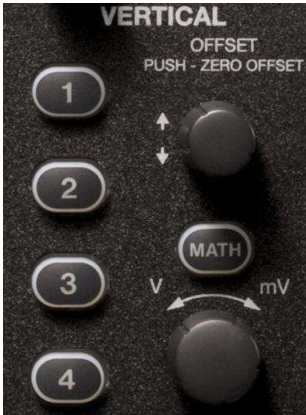 VERTICAL
OFFSET
PUSH - ZERO OFFSET
1
2
MATH
3
V mV
4